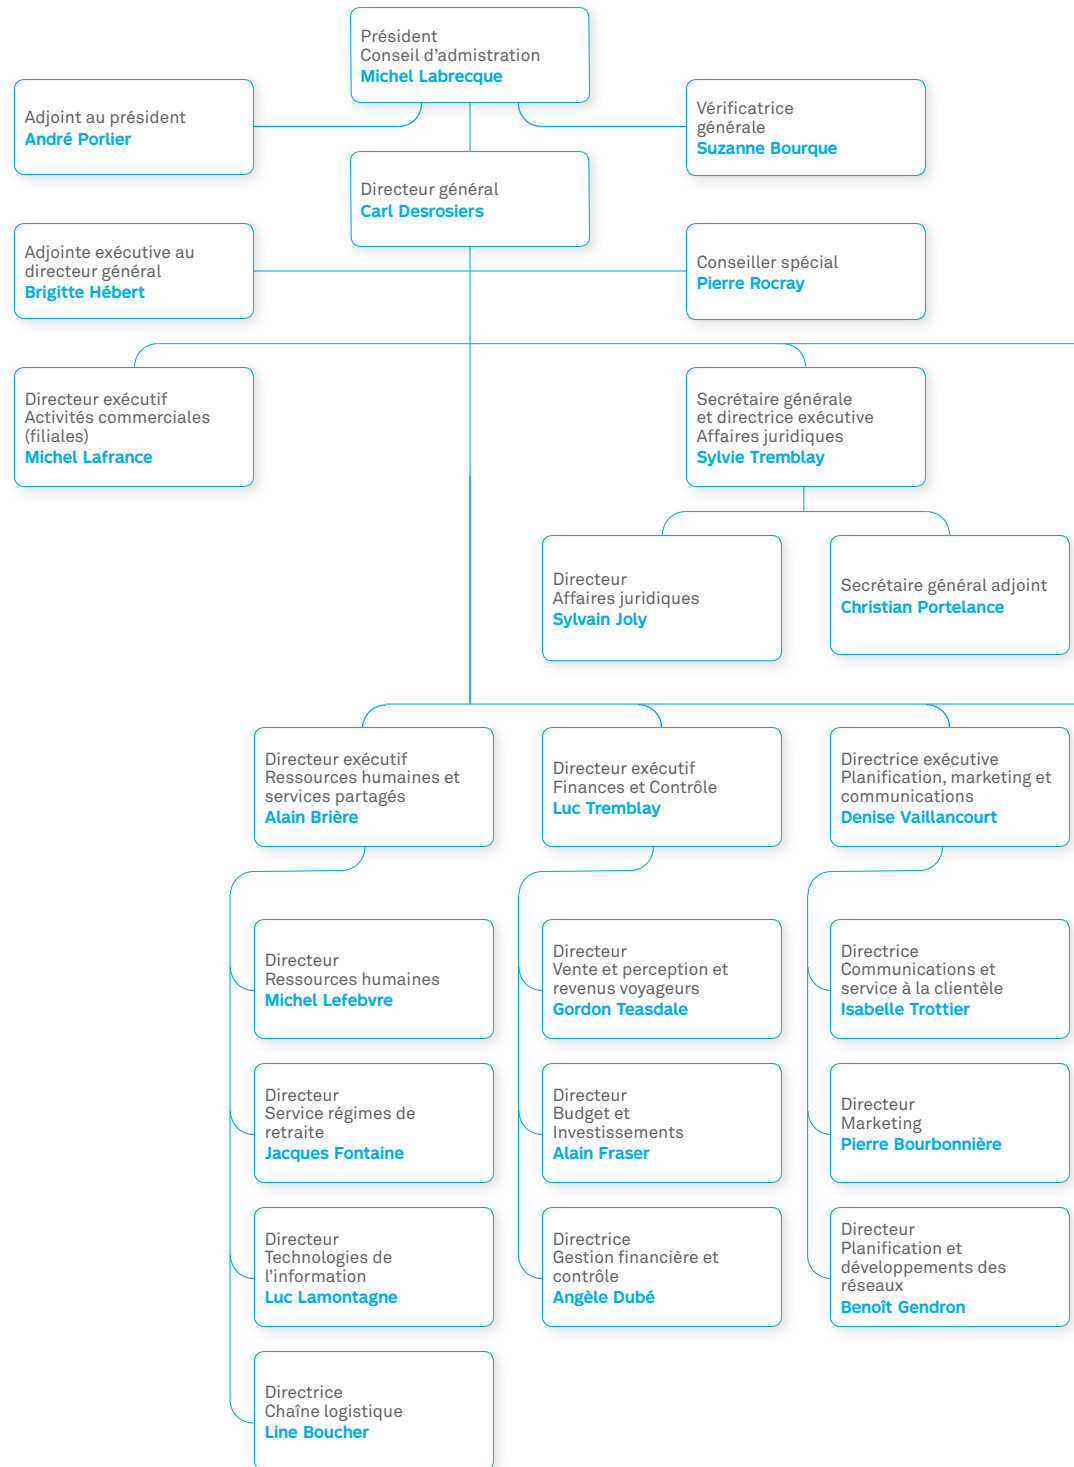 Président
Conseil d'admistration
Michel Labrecque
Adjoint au président
André Porlier
Vérificatrice
générale
Suzanne Bourque
Directeur général
Carl Desrosiers
Adjointe exécutive au
directeur général
Brigitte Hébert
Conseiller spécial
Pierre Rocray
Directeur exécutif
Activités commerciales
(filiales)
Michel Lafrance
Secrétaire générale
et directrice exécutive
Affaires juridiques
Sylvie Tremblay
Directeur
Affaires juridiques
Sylvain Joly
Secrétaire général adjoint
Christian Portelance
Directeur exécutif
Ressources humaines et
services partagés
Alain Brière
Directeur exécutif
Finances et Contrôle
Luc Tremblay
Directrice exécutive
Planification, marketing et
communications
Denise Vaillancourt
Directeur
Ressources humaines
Michel Lefebvre
Directeur
Vente et perception et
revenus voyageurs
Gordon Teasdale
Directrice
Communications et
service à la clientèle
Isabelle Trottier
Directeur
Service régimes de
retraite
Jacques Fontaine
Directeur
Budget et
Investissements
Alain Fraser
Directeur
Marketing
Pierre Bourbonnière
Directeur
Technologies de
l'information
Luc Lamontagne
Directrice
Gestion financière et
contrôle
Angèle Dubé
Directeur
Planification et
développements des
réseaux
Benoît Gendron
Directrice
Chaîne logistique
Line Boucher